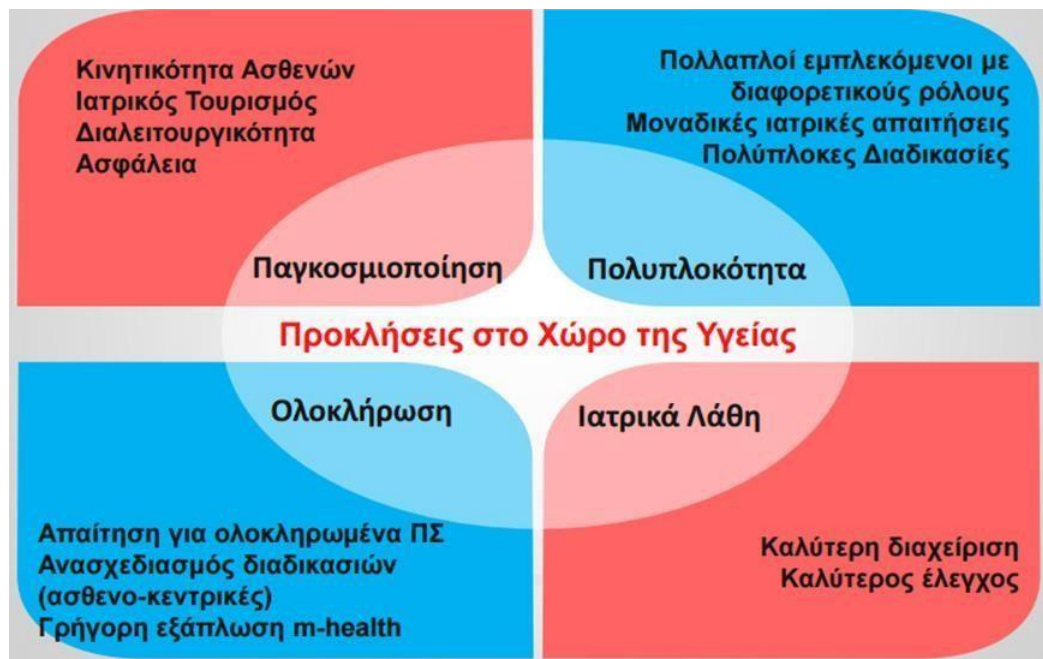 Κινητικότητα Ασθενών
Ιατρικός Τουρισμός
Διαλειτουργικότητα
Ασφάλεια
Πολλαπλοί εμπλεκόμενοι με
διαφορετικούς ρόλους
Μοναδικές ιατρικές απαιτήσεις
Πολύπλοκες Διαδικασίες
Παγκοσμιοποίηση
Πολυπλοκότητα
Προκλήσεις στο Χώρο της Υγείας
Ολοκλήρωση
Ιατρικά Λάθη
Απαίτηση για ολοκληρωμένα ΠΣ
Ανασχεδιασμός διαδικασιών
(ασθενο-κεντρικές)
Γρήγορη εξάπλωση m-health
Καλύτερη διαχείριση
Καλύτερος έλεγχος